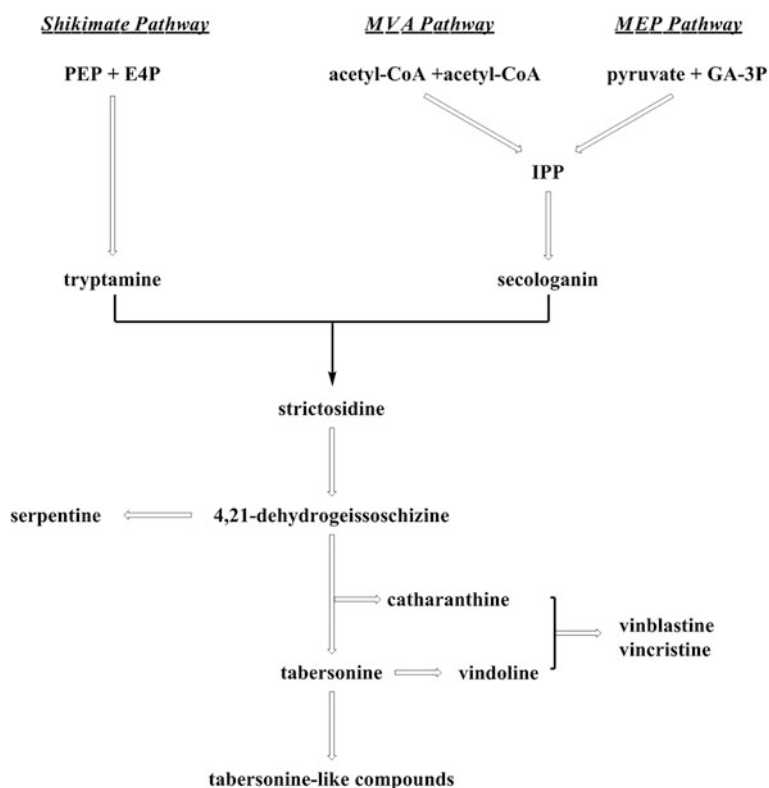 Shikimate Pathway
MVA Pathway
MEP Pathway
PEP + E4P
acetyl-CoA +acetyl-CoA
pyruvate + GA-3P
IPP
tryptamine
secologanin
strictosidine
serpentine
4,21-dehydrogeissoschizine
catharanthine
vinblastine
vincristine
tabersonine
vindoline
tabersonine-like compounds